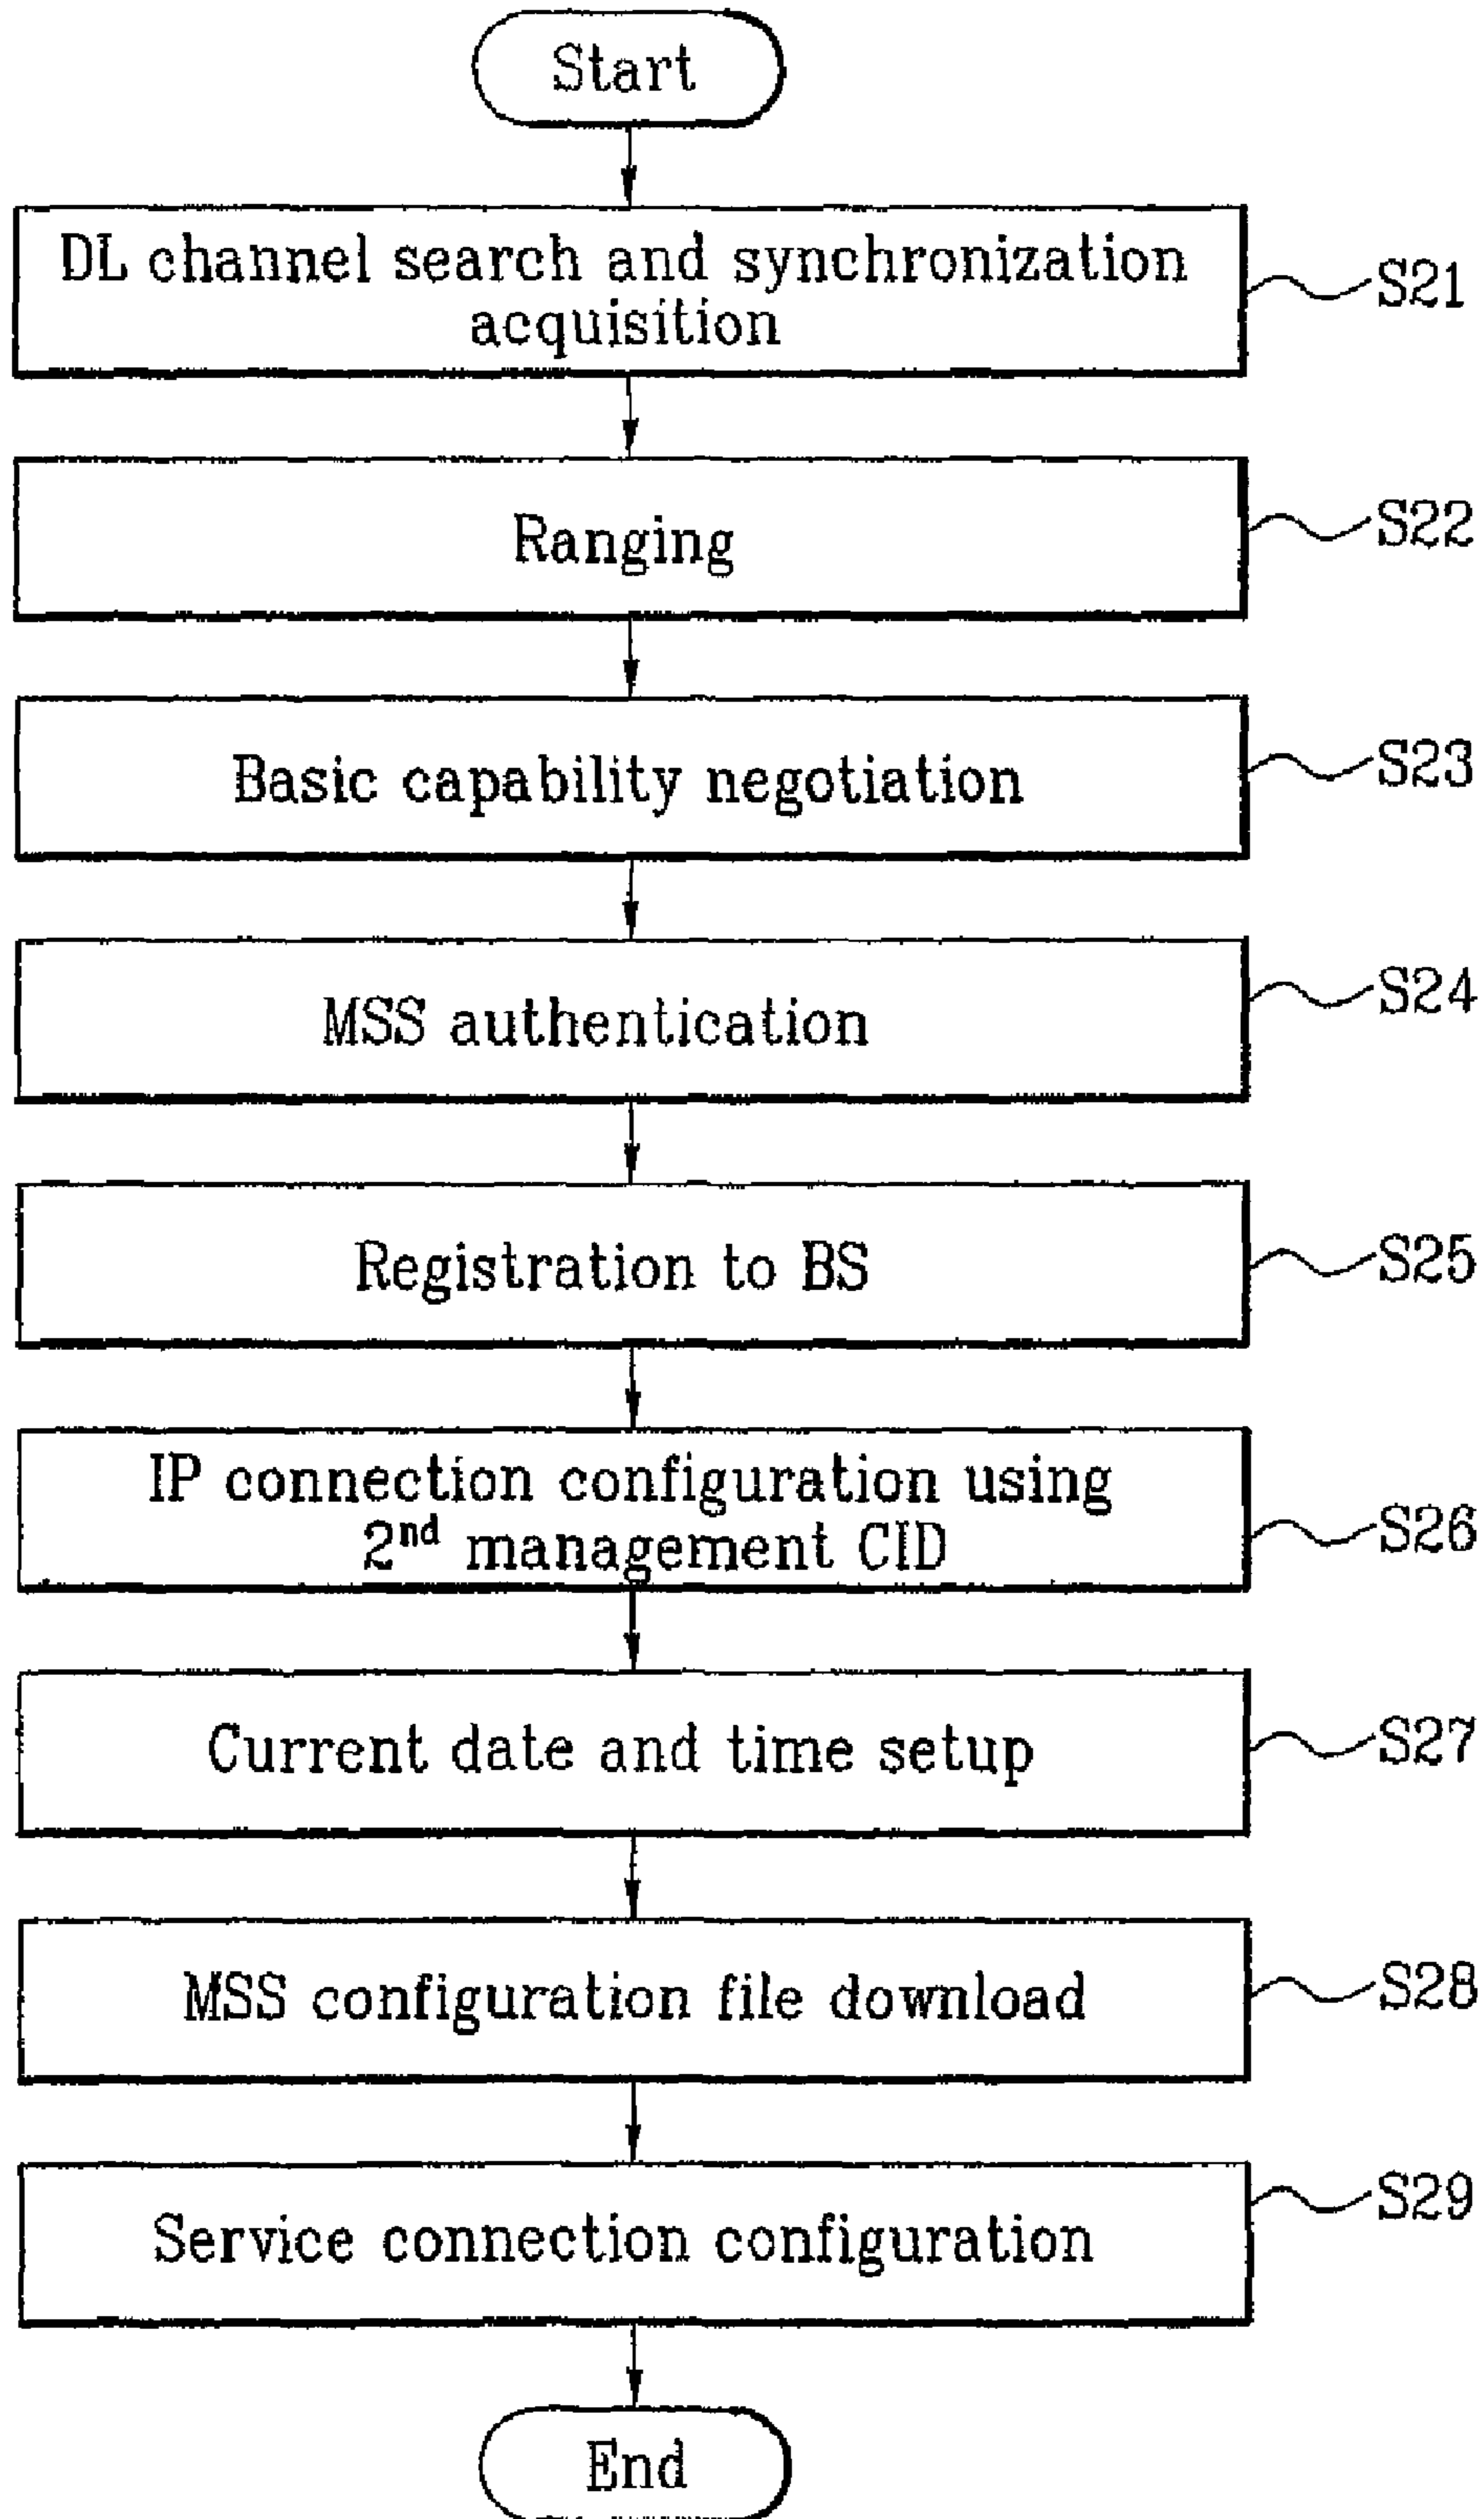 Start
DL channel search and synchronization
acquisition
S21
Ranging
S22
Basic capability negotiation
S23
MSS authentication
S24
Registration to BS
S25
IP connection configuration using
2nd management CID
S26
Current date and time setup
S27
MSS configuration file download
S28
Service connection configuration
S29
End